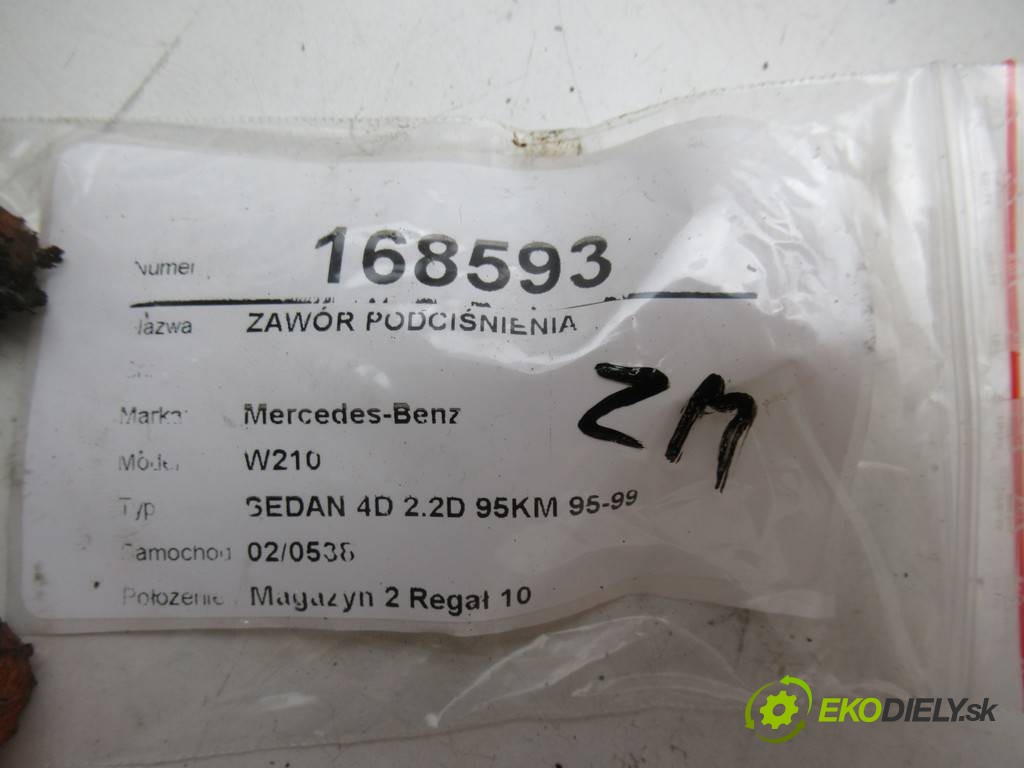 Numer 168593
Nazwa ZAWÓR PODCIŚNIENIA
Marka: Mercedes-Benz
Model W210
Typ SEDAN 4D 2.2D 95KM 95-99
Samochod 02/0538
Położenie Magazyn 2 Regał 10
ZM
EKODIELY.sk